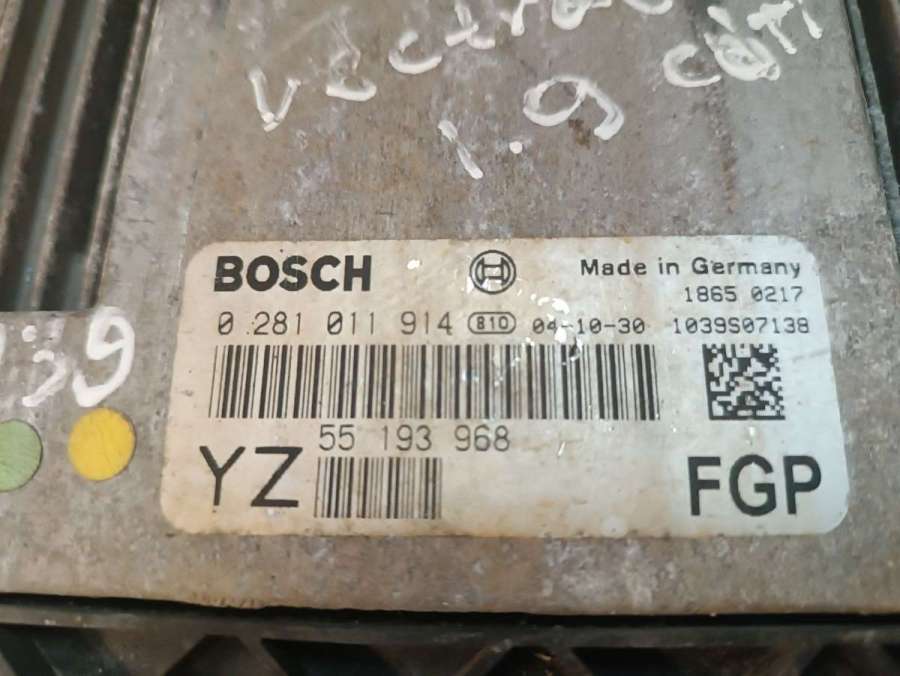 Vectra C
1.9 CDTI
BOSCH
Made in Germany
1865 0217
0 281 011 914 810 04-10-30 1039S07138
55 193 968
YZ
FGP